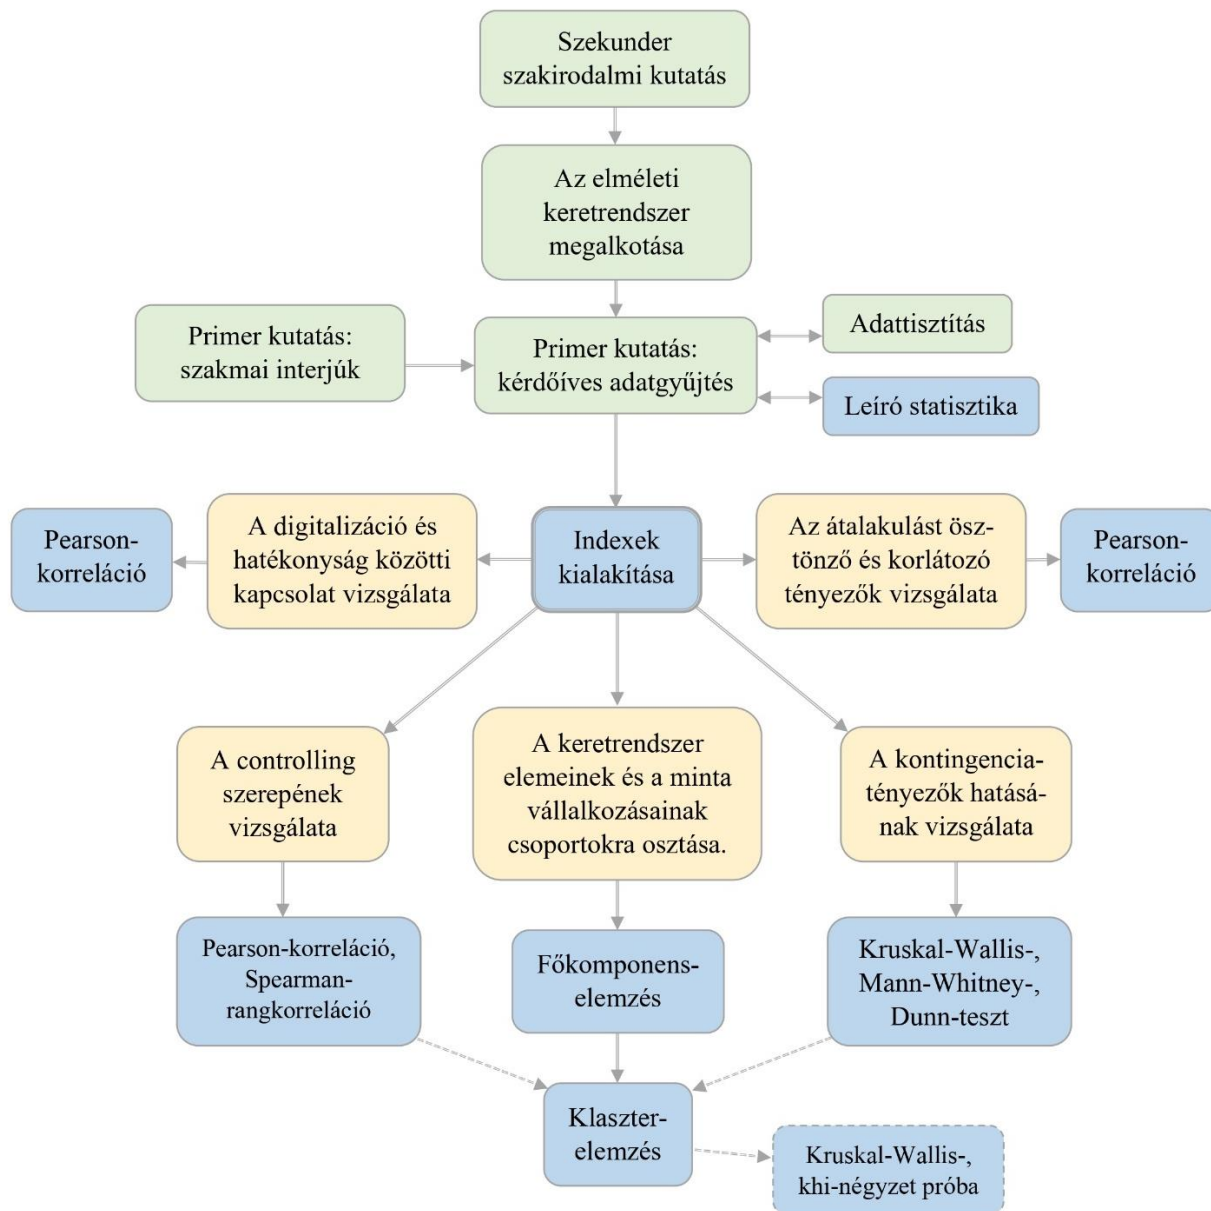 Szekunder
szakirodalmi kutatás
Az elméleti
keretrendszer
megalkotása
Primer kutatás:
szakmai interjúk
Primer kutatás:
kérdőíves adatgyűjtés
Adattisztítás
Leíró statisztika
Pearson-
korreláció
A digitalizáció és
hatékonyság közötti
kapcsolat vizsgálata
Indexek
kialakítása
Az átalakulást ösz-
tönző és korlátozó
tényezők vizsgálata
Pearson-
korreláció
A controlling
szerepének
vizsgálata
A keretrendszer
elemeinek és a minta
vállalkozásainak
csoportokra osztása.
A kontingencia-
tényezők hatásá-
nak vizsgálata
Pearson-korreláció,
Spearman-
rangkorreláció
Főkomponens-
elemzés
Kruskal-Wallis-,
Mann-Whitney-,
Dunn-teszt
Klaszter-
elemzés
Kruskal-Wallis-,
khi-négyzet próba